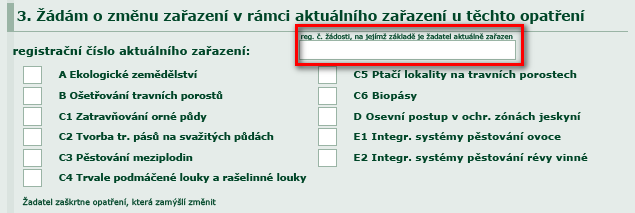 3. Žádám o změnu zařazení v rámci aktuálního zařazení u těchto opatření
reg. č. žádosti, na jejímž základě je žadatel aktuálně zařazen
registrační číslo aktuálního zařazení:
A Ekologické zemědělství
B Ošetřování travních porostů
C1 Zatravňování orné půdy
C2 Tvorba tr. pásů na svažitých půdách
C3 Pěstování meziplodin
C4 Trvale podmáčené louky a rašelinné louky
C5 Ptačí lokality na travních porostech
C6 Biopásy
D Osevní postup v ochr. zónách jeskyní
E1 Integr. systémy pěstování ovoce
E2 Integr. systémy pěstování révy vinné
Žadatel zaškrtne opatření, která zamýšlí změnit